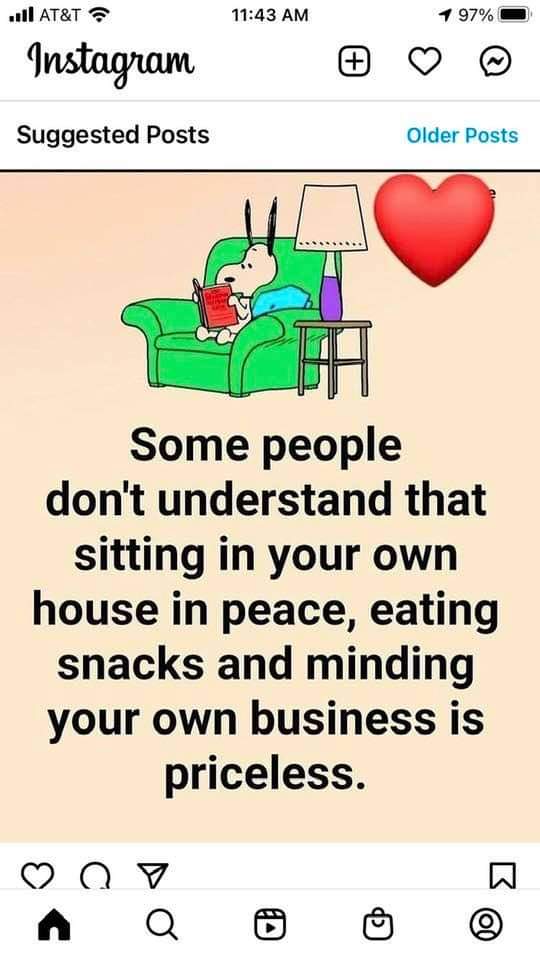 AT&T 11:43 AM 97%
Instagram
Suggested Posts Older Posts
Some people
don't understand that
sitting in your own
house in peace, eating
snacks and minding
your own business is
priceless.